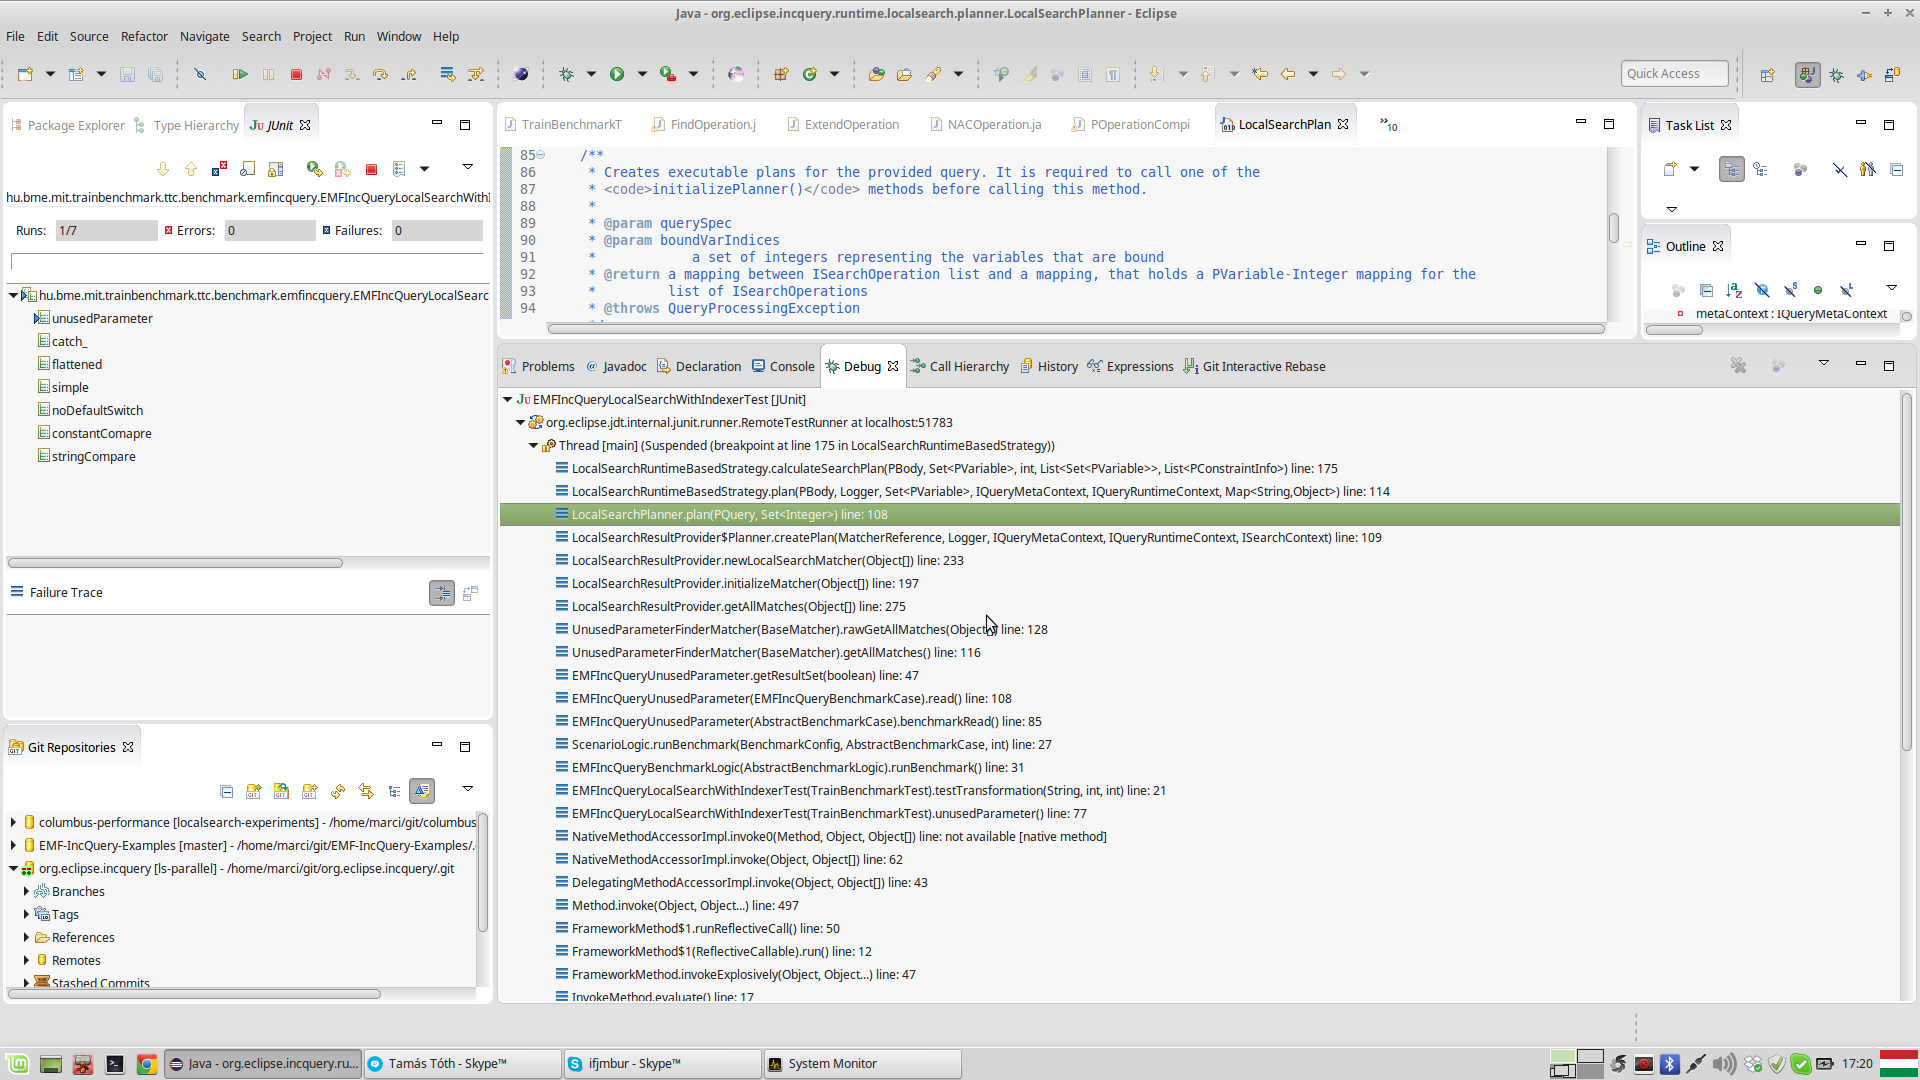 Java - org.eclipse.incquery.runtime.localsearch.planner.LocalSearchPlanner - Eclipse
File Edit Source Refactor Navigate Search Project Run Window Help
Quick Access
Package Explorer Type Hierarchy JUnit
hu.bme.mit.trainbenchmark.ttc.benchmark.emfincquery.EMFIncQueryLocalSearchWithI
Runs: 1/7 Errors: 0 Failures: 0
hu.bme.mit.trainbenchmark.ttc.benchmark.emfincquery.EMFIncQueryLocalSearc
unusedParameter
catch_
flattened
simple
noDefaultSwitch
constantComapre
stringCompare
Failure Trace
Git Repositories
columbus-performance [localsearch-experiments] - /home/marci/git/columbus
EMF-IncQuery-Examples [master] - /home/marci/git/EMF-IncQuery-Examples/.
org.eclipse.incquery [ls-parallel] - /home/marci/git/org.eclipse.incquery/.git
Branches
Tags
References
Remotes
Stashed Commits
TrainBenchmarkT FindOperation.j ExtendOperation NACOperation.ja POperationCompi LocalSearchPlan »10
85 /**
86 * Creates executable plans for the provided query. It is required to call one of the
87 * <code>initializePlanner()</code> methods before calling this method.
88 *
89 * @param querySpec
90 * @param boundVarIndices
91 * a set of integers representing the variables that are bound
92 * @return a mapping between ISearchOperation list and a mapping, that holds a PVariable-Integer mapping for the
93 * list of ISearchOperations
94 * @throws QueryProcessingException
Task List
Outline
metaContext : IQueryMetaContext
Problems @ Javadoc Declaration Console Debug Call Hierarchy History Expressions Git Interactive Rebase
EMFIncQueryLocalSearchWithIndexerTest [JUnit]
org.eclipse.jdt.internal.junit.runner.RemoteTestRunner at localhost:51783
Thread [main] (Suspended (breakpoint at line 175 in LocalSearchRuntimeBasedStrategy))
LocalSearchRuntimeBasedStrategy.calculateSearchPlan(PBody, Set<PVariable>, int, List<Set<PVariable>>, List<PConstraintInfo>) line: 175
LocalSearchRuntimeBasedStrategy.plan(PBody, Logger, Set<PVariable>, IQueryMetaContext, IQueryRuntimeContext, Map<String,Object>) line: 114
LocalSearchPlanner.plan(PQuery, Set<Integer>) line: 108
LocalSearchResultProvider$Planner.createPlan(MatcherReference, Logger, IQueryMetaContext, IQueryRuntimeContext, ISearchContext) line: 109
LocalSearchResultProvider.newLocalSearchMatcher(Object[]) line: 233
LocalSearchResultProvider.initializeMatcher(Object[]) line: 197
LocalSearchResultProvider.getAllMatches(Object[]) line: 275
UnusedParameterFinderMatcher(BaseMatcher).rawGetAllMatches(Object[]) line: 128
UnusedParameterFinderMatcher(BaseMatcher).getAllMatches() line: 116
EMFIncQueryUnusedParameter.getResultSet(boolean) line: 47
EMFIncQueryUnusedParameter(EMFIncQueryBenchmarkCase).read() line: 108
EMFIncQueryUnusedParameter(AbstractBenchmarkCase).benchmarkRead() line: 85
ScenarioLogic.runBenchmark(BenchmarkConfig, AbstractBenchmarkCase, int) line: 27
EMFIncQueryBenchmarkLogic(AbstractBenchmarkLogic).runBenchmark() line: 31
EMFIncQueryLocalSearchWithIndexerTest(TrainBenchmarkTest).testTransformation(String, int, int) line: 21
EMFIncQueryLocalSearchWithIndexerTest(TrainBenchmarkTest).unusedParameter() line: 77
NativeMethodAccessorImpl.invoke0(Method, Object, Object[]) line: not available [native method]
NativeMethodAccessorImpl.invoke(Object, Object[]) line: 62
DelegatingMethodAccessorImpl.invoke(Object, Object[]) line: 43
Method.invoke(Object, Object...) line: 497
FrameworkMethod$1.runReflectiveCall() line: 50
FrameworkMethod$1(ReflectiveCallable).run() line: 12
FrameworkMethod.invokeExplosively(Object, Object...) line: 47
InvokeMethod.evaluate() line: 17
Java - org.eclipse.incquery.ru... Tamás Tóth - Skype™ ifjmbur - Skype™ System Monitor 17:20